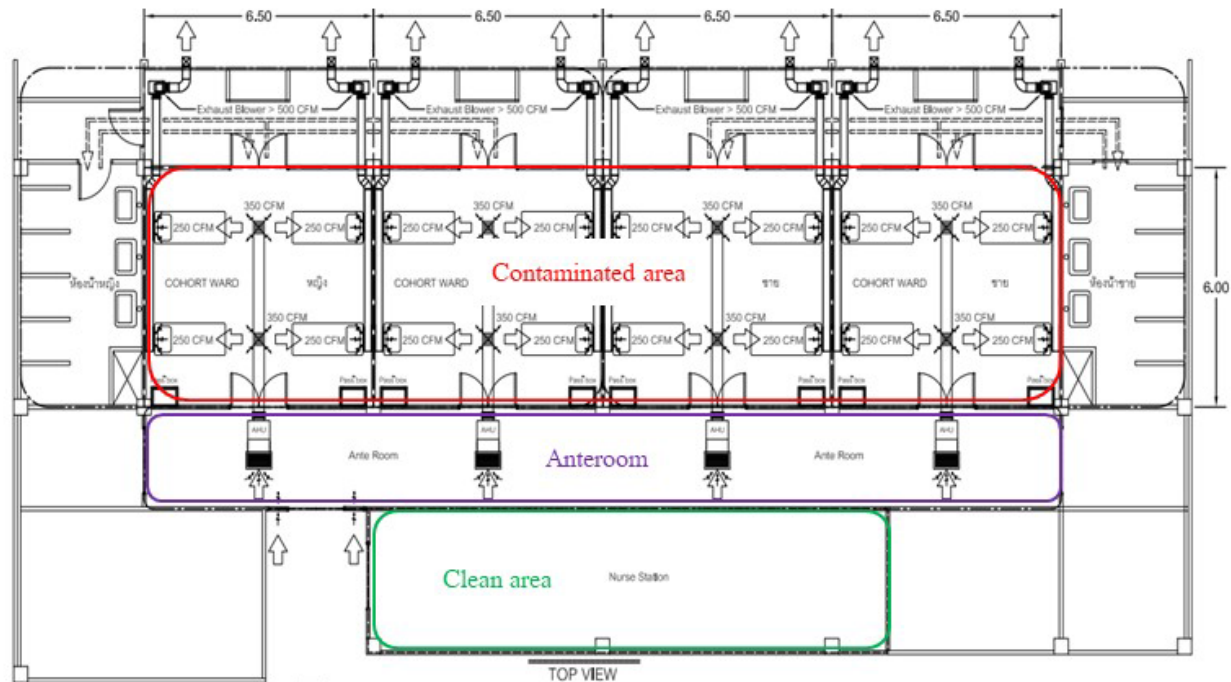 6.50 6.50 6.50 6.50
Exhaust Blower > 500 CFM Exhaust Blower > 500 CFM Exhaust Blower > 500 CFM Exhaust Blower > 500 CFM
350 CFM 350 CFM 350 CFM 350 CFM
250 CFM 250 CFM 250 CFM 250 CFM 250 CFM 250 CFM 250 CFM 250 CFM
Contaminated area
ห้องน้ำหญิง COHORT WARD หญิง COHORT WARD ชาย COHORT WARD ชาย ห้องน้ำชาย 6.00
350 CFM 350 CFM 350 CFM 350 CFM
250 CFM 250 CFM 250 CFM 250 CFM 250 CFM 250 CFM 250 CFM 250 CFM
Pass box Pass box Pass box Pass box Pass box Pass box Pass box Pass box
AHU AHU AHU AHU
Ante Room Anteroom Ante Room
Clean area Nurse Station
TOP VIEW